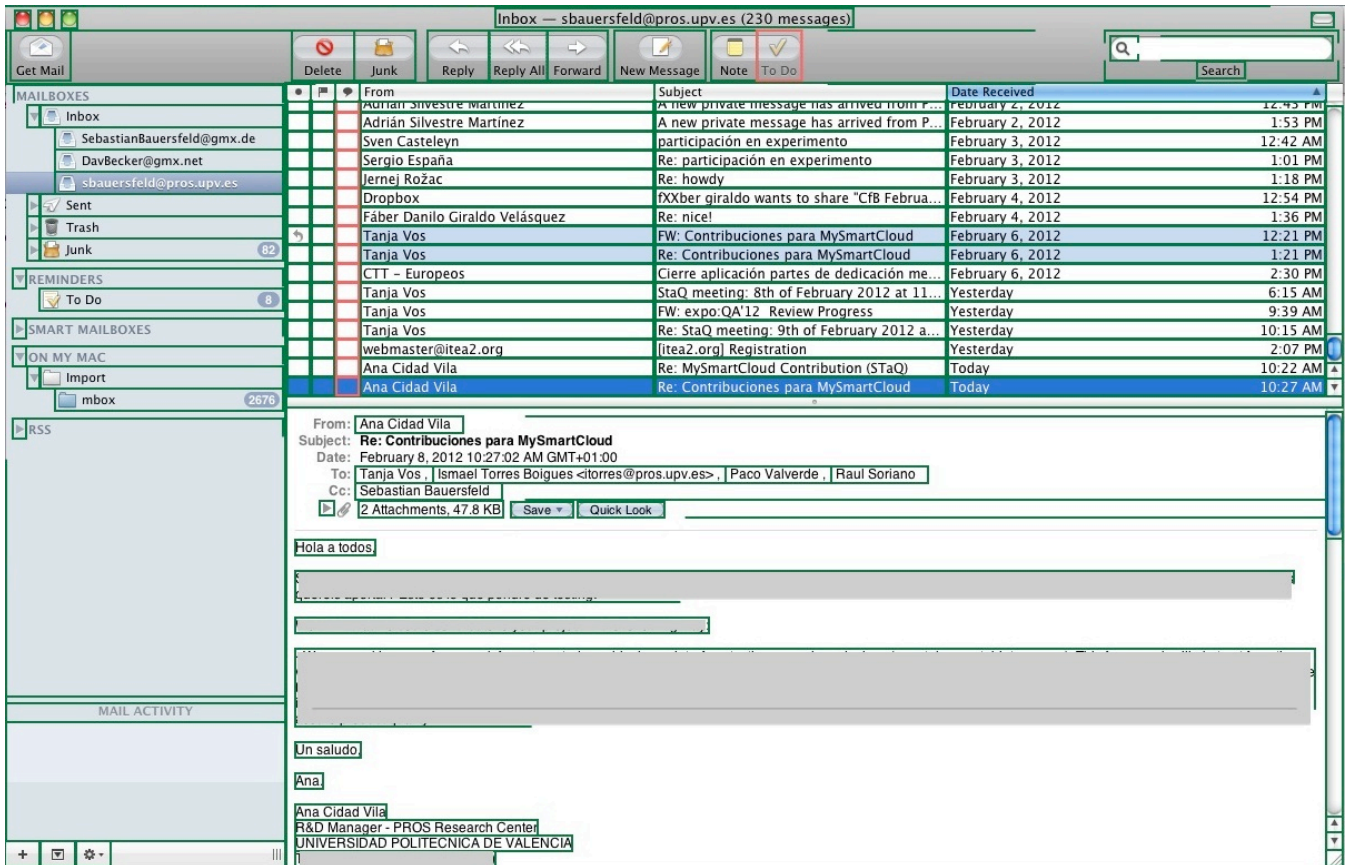 Inbox — sbauersfeld@pros.upv.es (230 messages)
Get Mail Delete Junk Reply Reply All Forward New Message Note To Do Search
MAILBOXES
Inbox
SebastianBauersfeld@gmx.de
DavBecker@gmx.net
sbauersfeld@pros.upv.es
Sent
Trash
Junk 82
REMINDERS
To Do 8
SMART MAILBOXES
ON MY MAC
Import
mbox 2676
RSS
MAIL ACTIVITY
From Subject Date Received
Adrián Silvestre Martínez A new private message has arrived from P... February 2, 2012 12:43 PM
Adrián Silvestre Martínez A new private message has arrived from P... February 2, 2012 1:53 PM
Sven Casteleyn participación en experimento February 3, 2012 12:42 AM
Sergio España Re: participación en experimento February 3, 2012 1:01 PM
Jernej Rožac Re: howdy February 3, 2012 1:18 PM
Dropbox fXXber giraldo wants to share "CfB Februa... February 4, 2012 12:54 PM
Fáber Danilo Giraldo Velásquez Re: nice! February 4, 2012 1:36 PM
Tanja Vos FW: Contribuciones para MySmartCloud February 6, 2012 12:21 PM
Tanja Vos Re: Contribuciones para MySmartCloud February 6, 2012 1:21 PM
CTT – Europeos Cierre aplicación partes de dedicación me... February 6, 2012 2:30 PM
Tanja Vos StaQ meeting: 8th of February 2012 at 11... Yesterday 6:15 AM
Tanja Vos FW: expo:QA'12 Review Progress Yesterday 9:39 AM
Tanja Vos Re: StaQ meeting: 9th of February 2012 a... Yesterday 10:15 AM
webmaster@itea2.org [itea2.org] Registration Yesterday 2:07 PM
Ana Cidad Vila Re: MySmartCloud Contribution (STaQ) Today 10:22 AM
Ana Cidad Vila Re: Contribuciones para MySmartCloud Today 10:27 AM
From: Ana Cidad Vila
Subject: Re: Contribuciones para MySmartCloud
Date: February 8, 2012 10:27:02 AM GMT+01:00
To: Tanja Vos , Ismael Torres Boigues <itorres@pros.upv.es> , Paco Valverde , Raul Soriano
Cc: Sebastian Bauersfeld
2 Attachments, 47.8 KB Save Quick Look
Hola a todos,
Un saludo,
Ana.
Ana Cidad Vila
R&D Manager - PROS Research Center
UNIVERSIDAD POLITECNICA DE VALENCIA